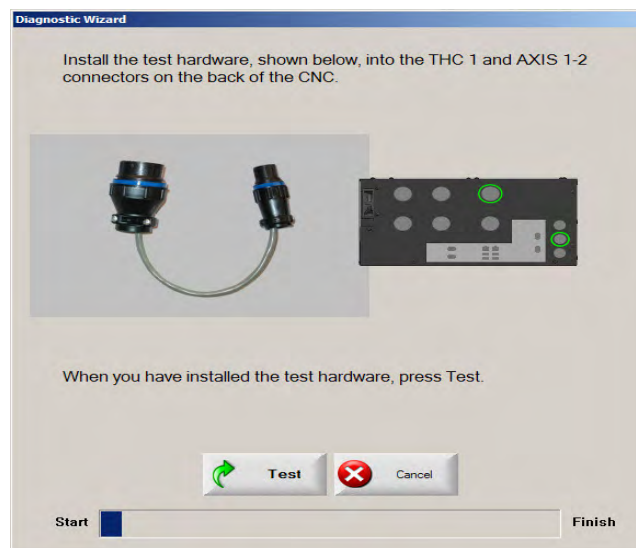 Diagnostic Wizard
Install the test hardware, shown below, into the THC 1 and AXIS 1-2
connectors on the back of the CNC.
When you have installed the test hardware, press Test.
Test
Cancel
Start
Finish